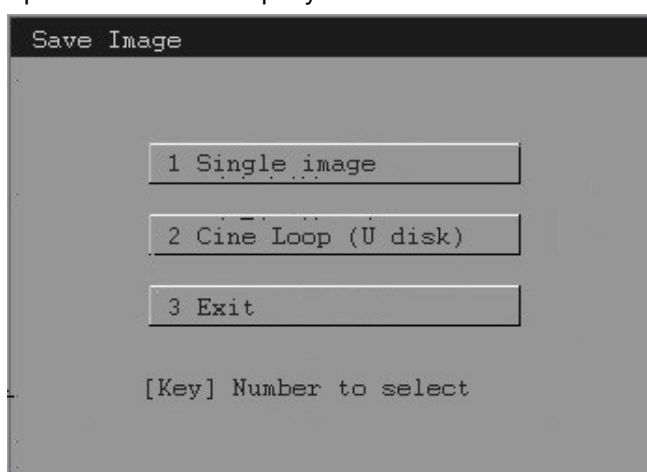 Save Image
1 Single image
2 Cine Loop (U disk)
3 Exit
[Key] Number to select